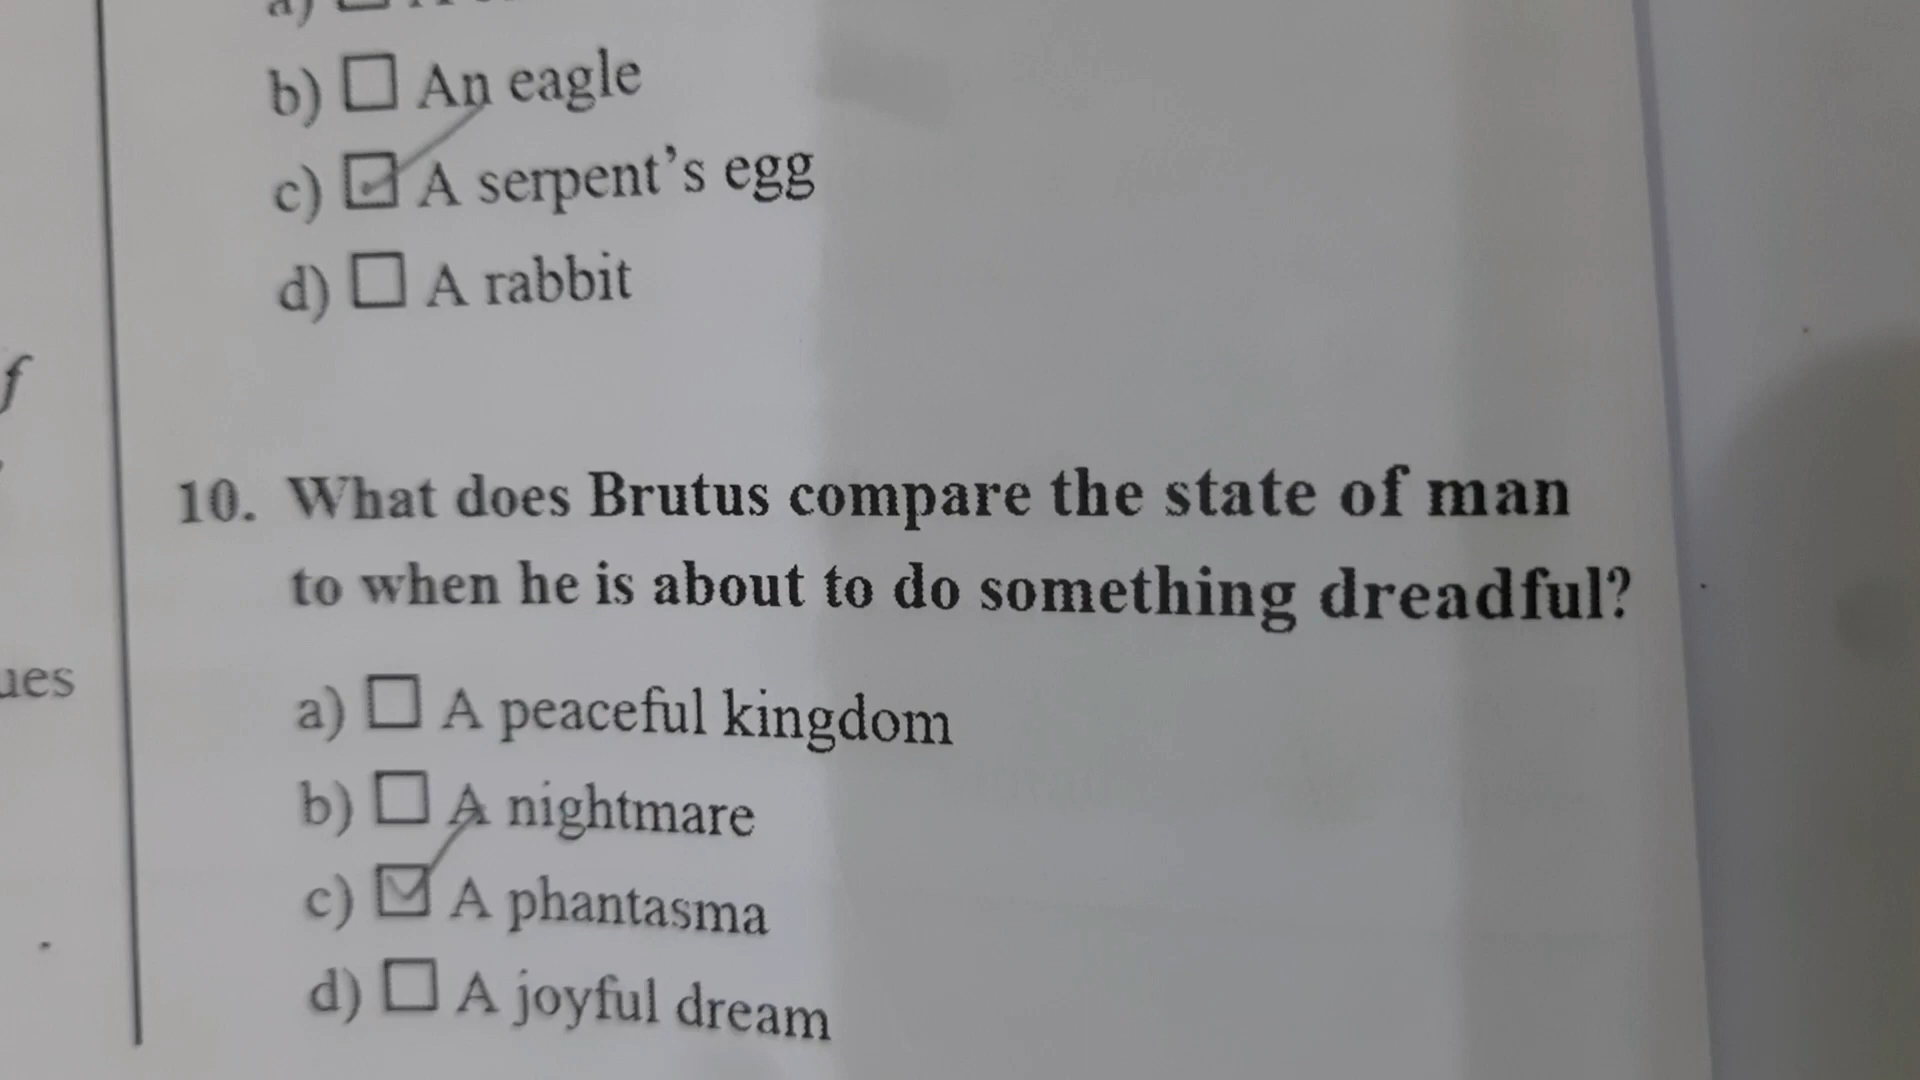 b) ☐ An eagle
c) ☑ A serpent's egg
d) ☐ A rabbit
f
10. What does Brutus compare the state of man
to when he is about to do something dreadful?
ues
a) ☐ A peaceful kingdom
b) ☐ A nightmare
c) ☑ A phantasma
d) ☐ A joyful dream